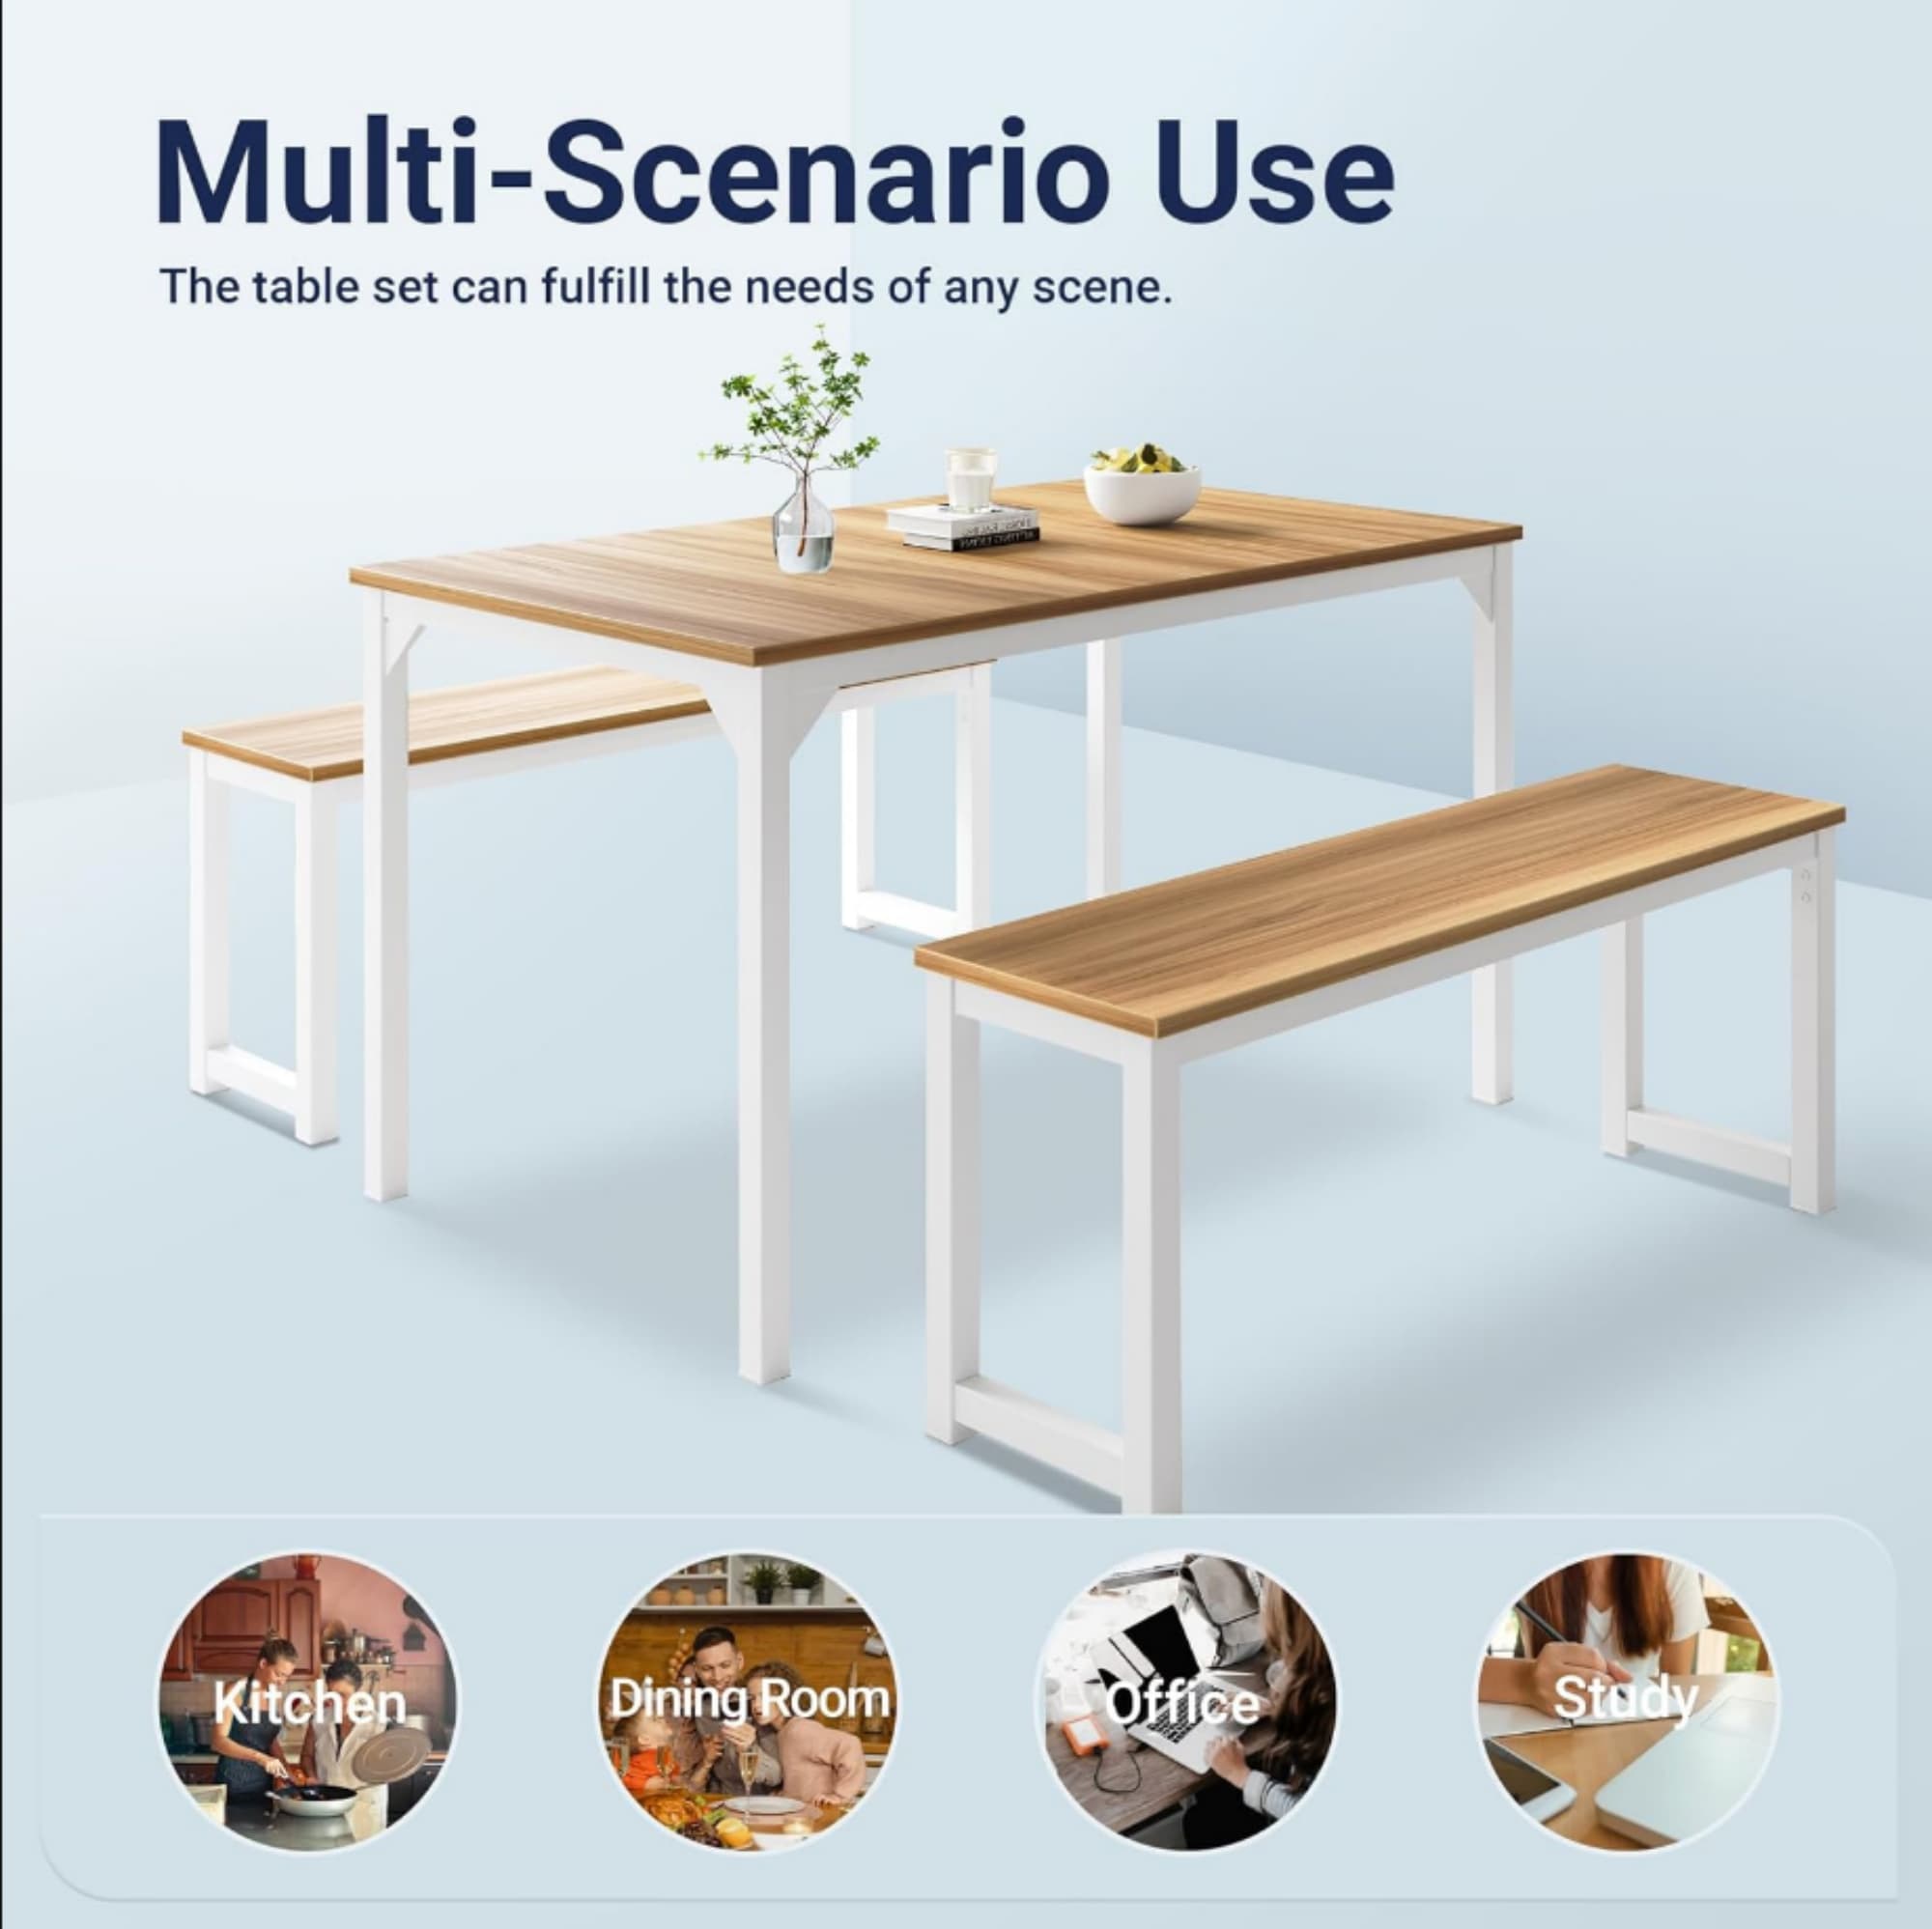 Multi-Scenario Use
The table set can fulfill the needs of any scene.
Kitchen
Dining Room
Office
Study